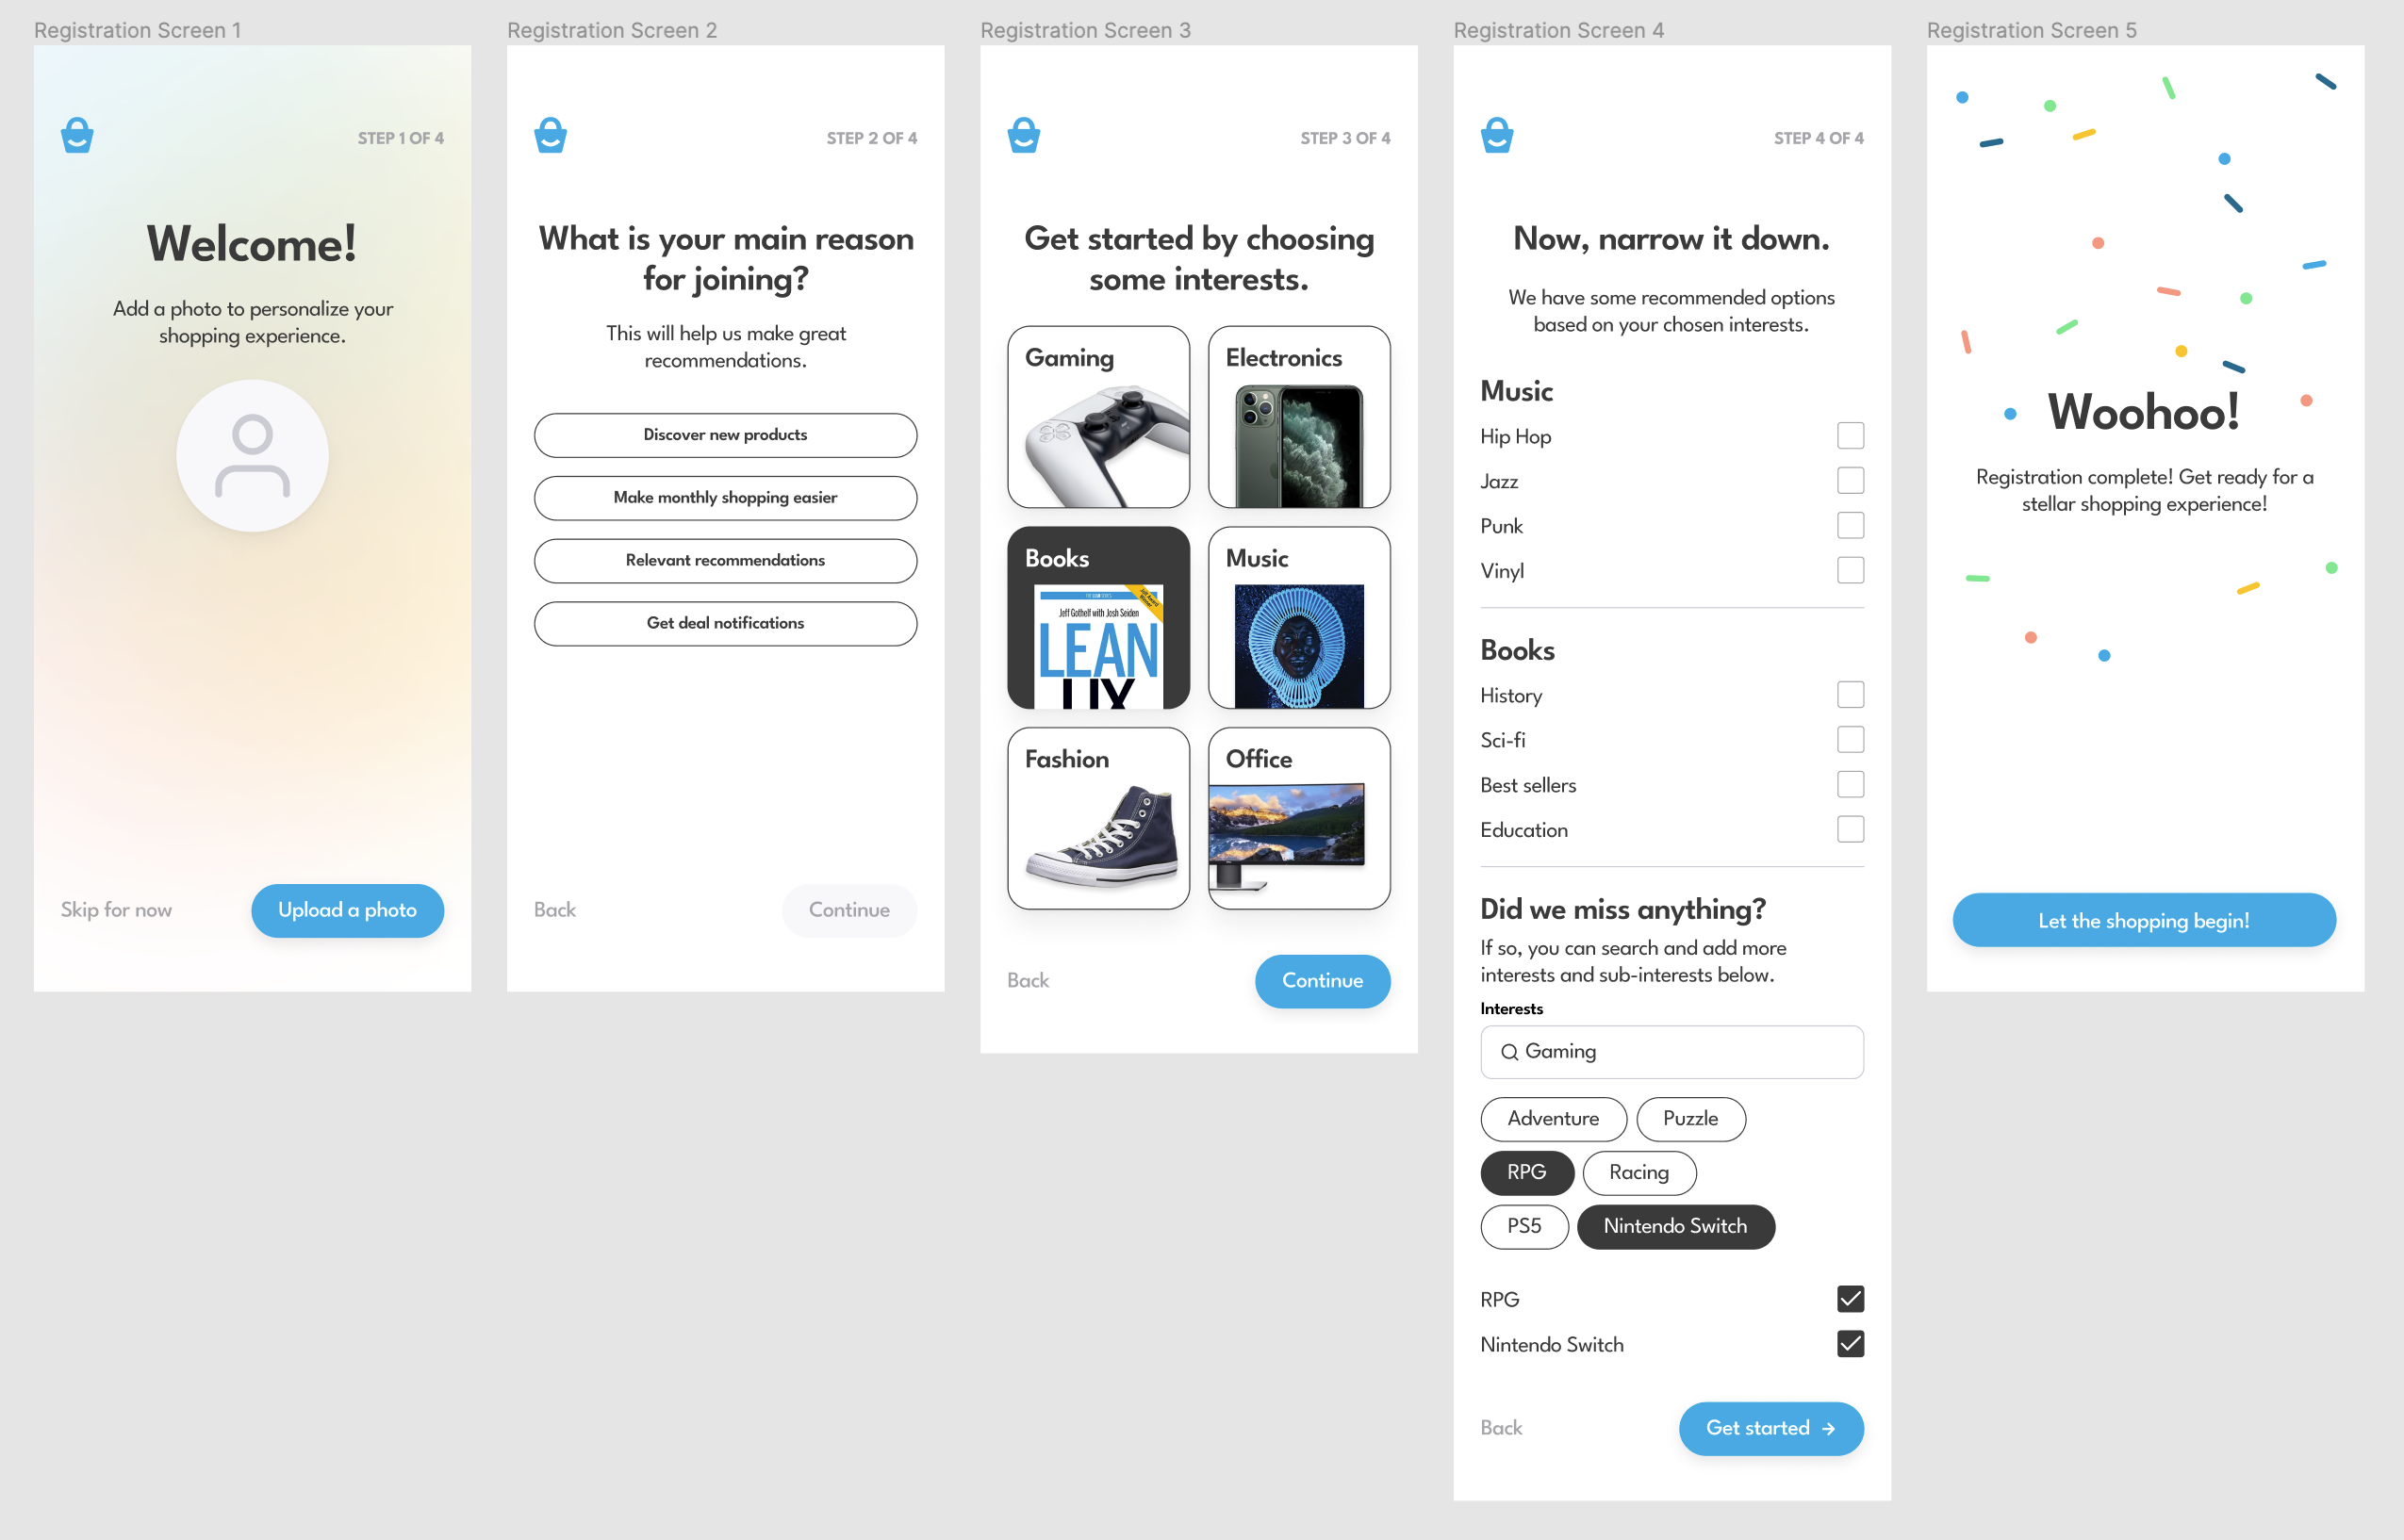 Registration Screen 1
STEP 1 OF 4
Welcome!
Add a photo to personalize your
shopping experience.
Skip for now
Upload a photo
Registration Screen 2
STEP 2 OF 4
What is your main reason
for joining?
This will help us make great
recommendations.
Discover new products
Make monthly shopping easier
Relevant recommendations
Get deal notifications
Back
Continue
Registration Screen 3
STEP 3 OF 4
Get started by choosing
some interests.
Gaming
Electronics
Books
Jeff Gothelf with Josh Seiden
LEAN
UX
Music
Fashion
Office
Back
Continue
Registration Screen 4
STEP 4 OF 4
Now, narrow it down.
We have some recommended options
based on your chosen interests.
Music
Hip Hop
Jazz
Punk
Vinyl
Books
History
Sci-fi
Best sellers
Education
Did we miss anything?
If so, you can search and add more
interests and sub-interests below.
Interests
Gaming
Adventure
Puzzle
RPG
Racing
PS5
Nintendo Switch
RPG
Nintendo Switch
Back
Get started →
Registration Screen 5
Woohoo!
Registration complete! Get ready for a
stellar shopping experience!
Let the shopping begin!